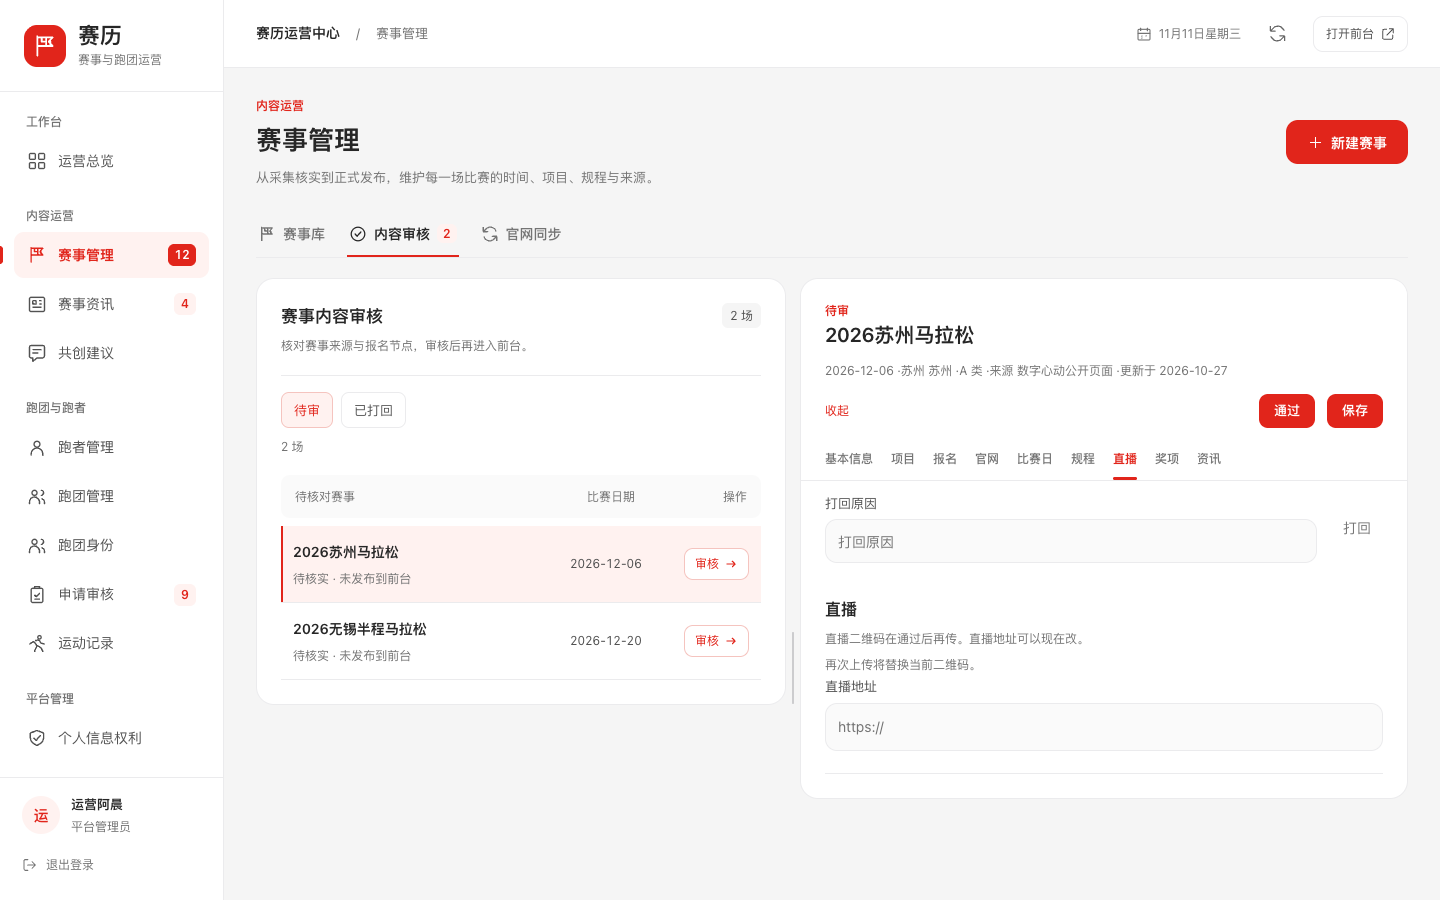 赛历
赛事与跑团运营
工作台
运营总览
内容运营
赛事管理 12
赛事资讯 4
共创建议
跑团与跑者
跑者管理
跑团管理
跑团身份
申请审核 9
运动记录
平台管理
个人信息权利
运 运营阿晨
平台管理员
退出登录
赛历运营中心 / 赛事管理
11月11日星期三
打开前台
内容运营
赛事管理
从采集核实到正式发布，维护每一场比赛的时间、项目、规程与来源。
新建赛事
赛事库 内容审核 2 官网同步
赛事内容审核 2 场
核对赛事来源与报名节点，审核后再进入前台。
待审 已打回
2 场
待核对赛事 比赛日期 操作
2026苏州马拉松
待核实 · 未发布到前台
2026-12-06 审核 →
2026无锡半程马拉松
待核实 · 未发布到前台
2026-12-20 审核 →
待审
2026苏州马拉松
2026-12-06 ·苏州 苏州 ·A 类 ·来源 数字心动公开页面 ·更新于 2026-10-27
收起 通过 保存
基本信息 项目 报名 官网 比赛日 规程 直播 奖项 资讯
打回原因
打回原因 打回
直播
直播二维码在通过后再传。直播地址可以现在改。
再次上传将替换当前二维码。
直播地址
https://